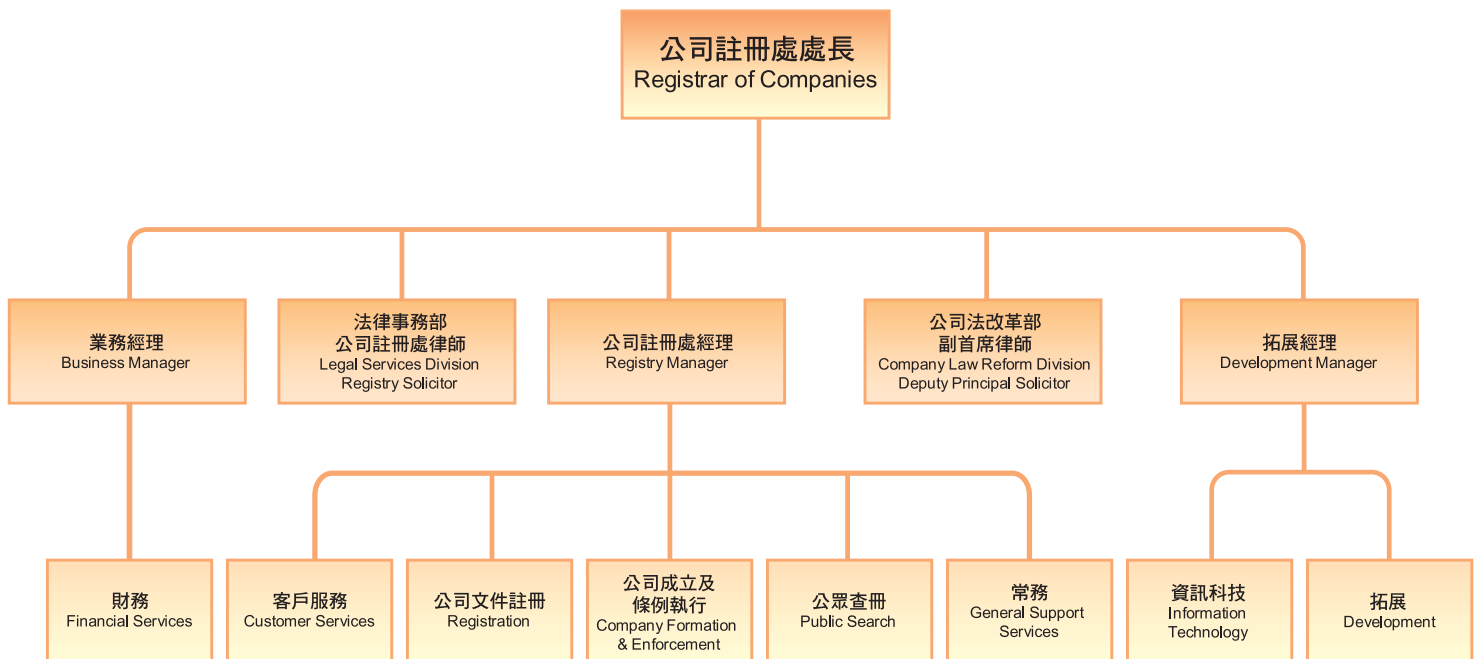 公司註冊處處長
Registrar of Companies
業務經理
Business Manager
法律事務部
公司註冊處律師
Legal Services Division
Registry Solicitor
公司註冊處經理
Registry Manager
公司法改革部
副首席律師
Company Law Reform Division
Deputy Principal Solicitor
拓展經理
Development Manager
財務
Financial Services
客戶服務
Customer Services
公司文件註冊
Registration
公司成立及
條例執行
Company Formation
& Enforcement
公眾查冊
Public Search
常務
General Support
Services
資訊科技
Information
Technology
拓展
Development